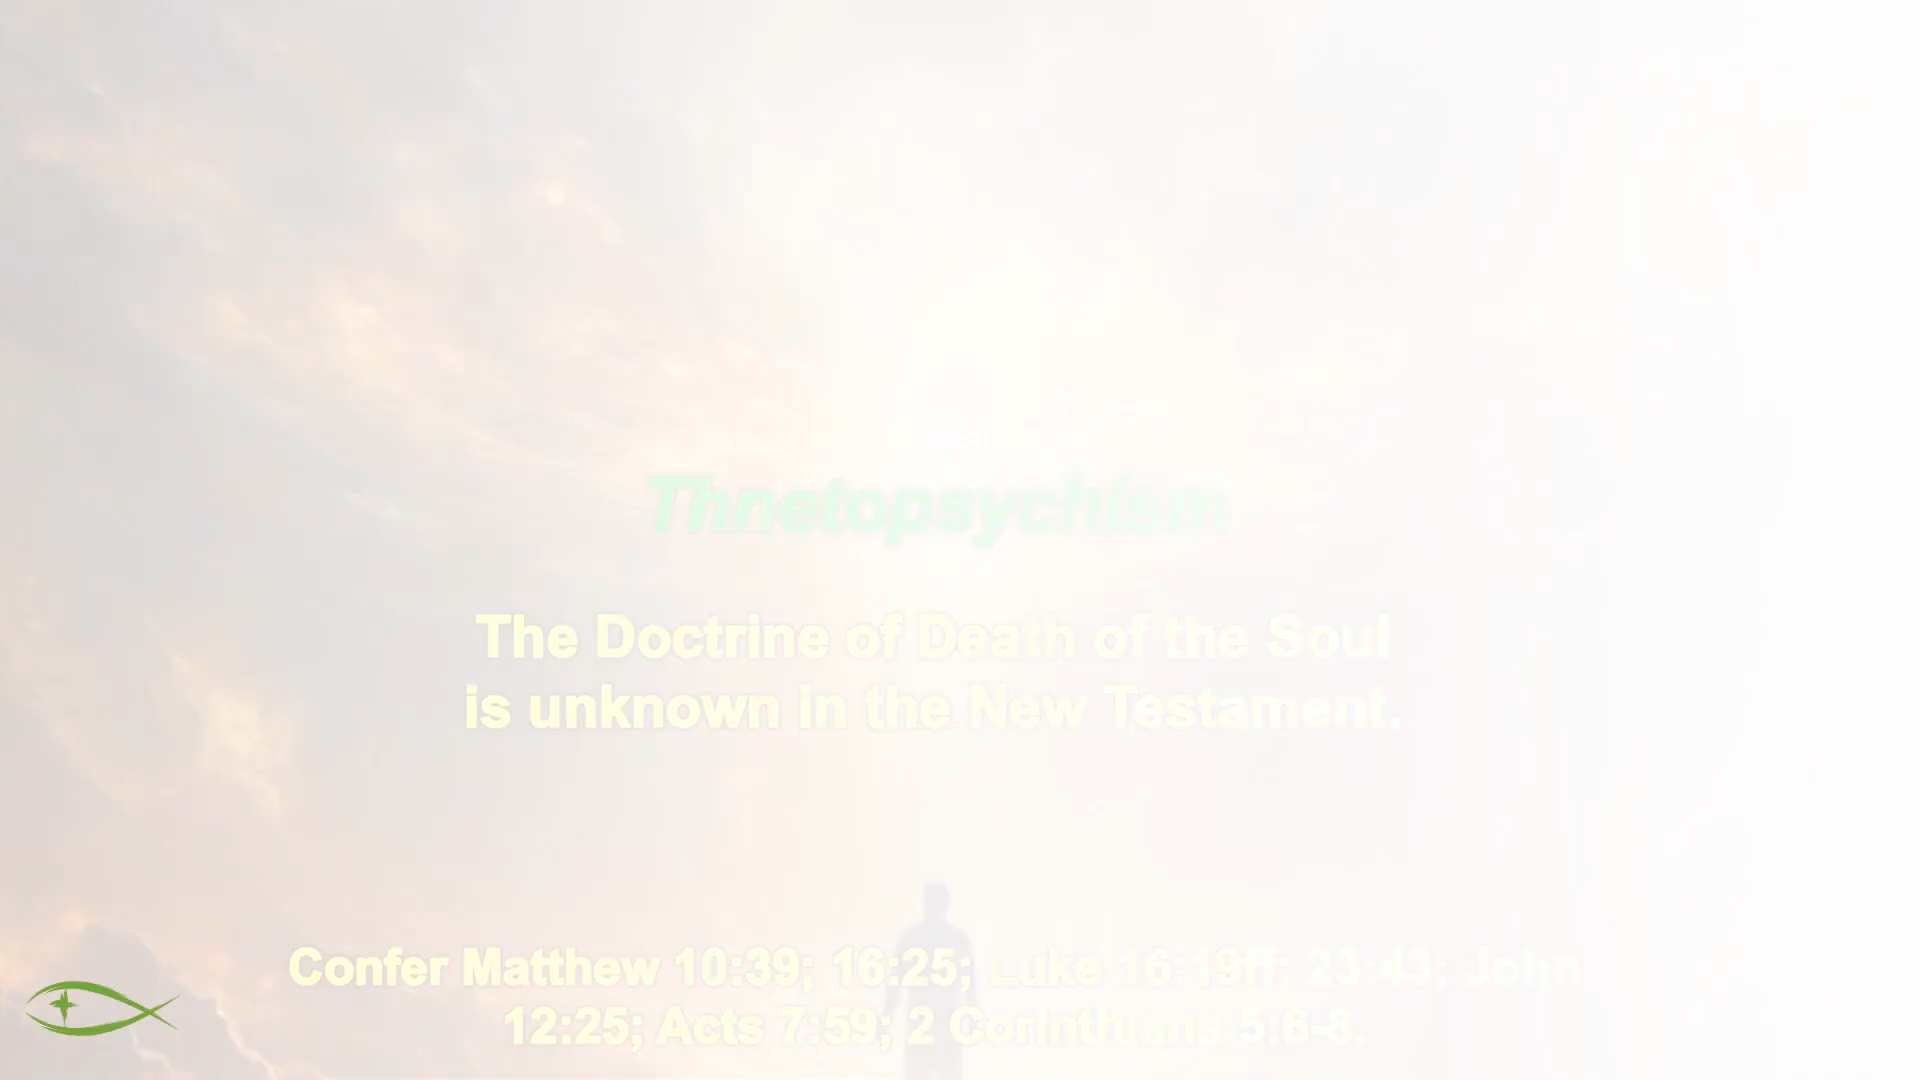 Thnetopsychism
The Doctrine of Death of the Soul
is unknown in the New Testament.
Confer Matthew 10:39; 16:25; Luke 16:19ff; 23:43; John
12:25; Acts 7:59; 2 Corinthians 5:6-8.